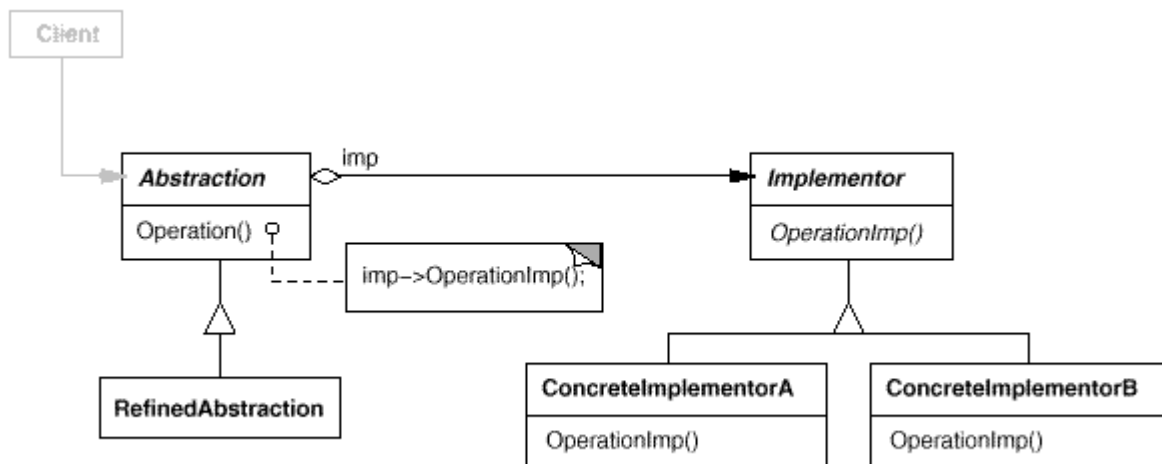 Client
imp
Abstraction
Implementor
Operation()
OperationImp()
imp->OperationImp();
RefinedAbstraction
ConcreteImplementorA
ConcreteImplementorB
OperationImp()
OperationImp()